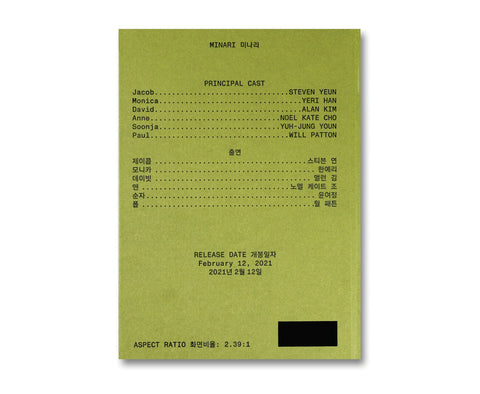 MINARI 미나리
PRINCIPAL CAST
Jacob..........................STEVEN YEUN
Monica...........................YERI HAN
David............................ALAN KIM
Anne.........................NOEL KATE CHO
Soonja.......................YUH-JUNG YOUN
Paul..........................WILL PATTON
출연
제이콥 ..............................스티븐 연
모니카 ................................한예리
데이빗 ................................앨런 김
앤 ..............................노엘 케이트 조
순자..................................윤여정
폴 ..................................윌 패튼
RELEASE DATE 개봉일자
February 12, 2021
2021년 2월 12일
ASPECT RATIO 화면비율: 2.39:1